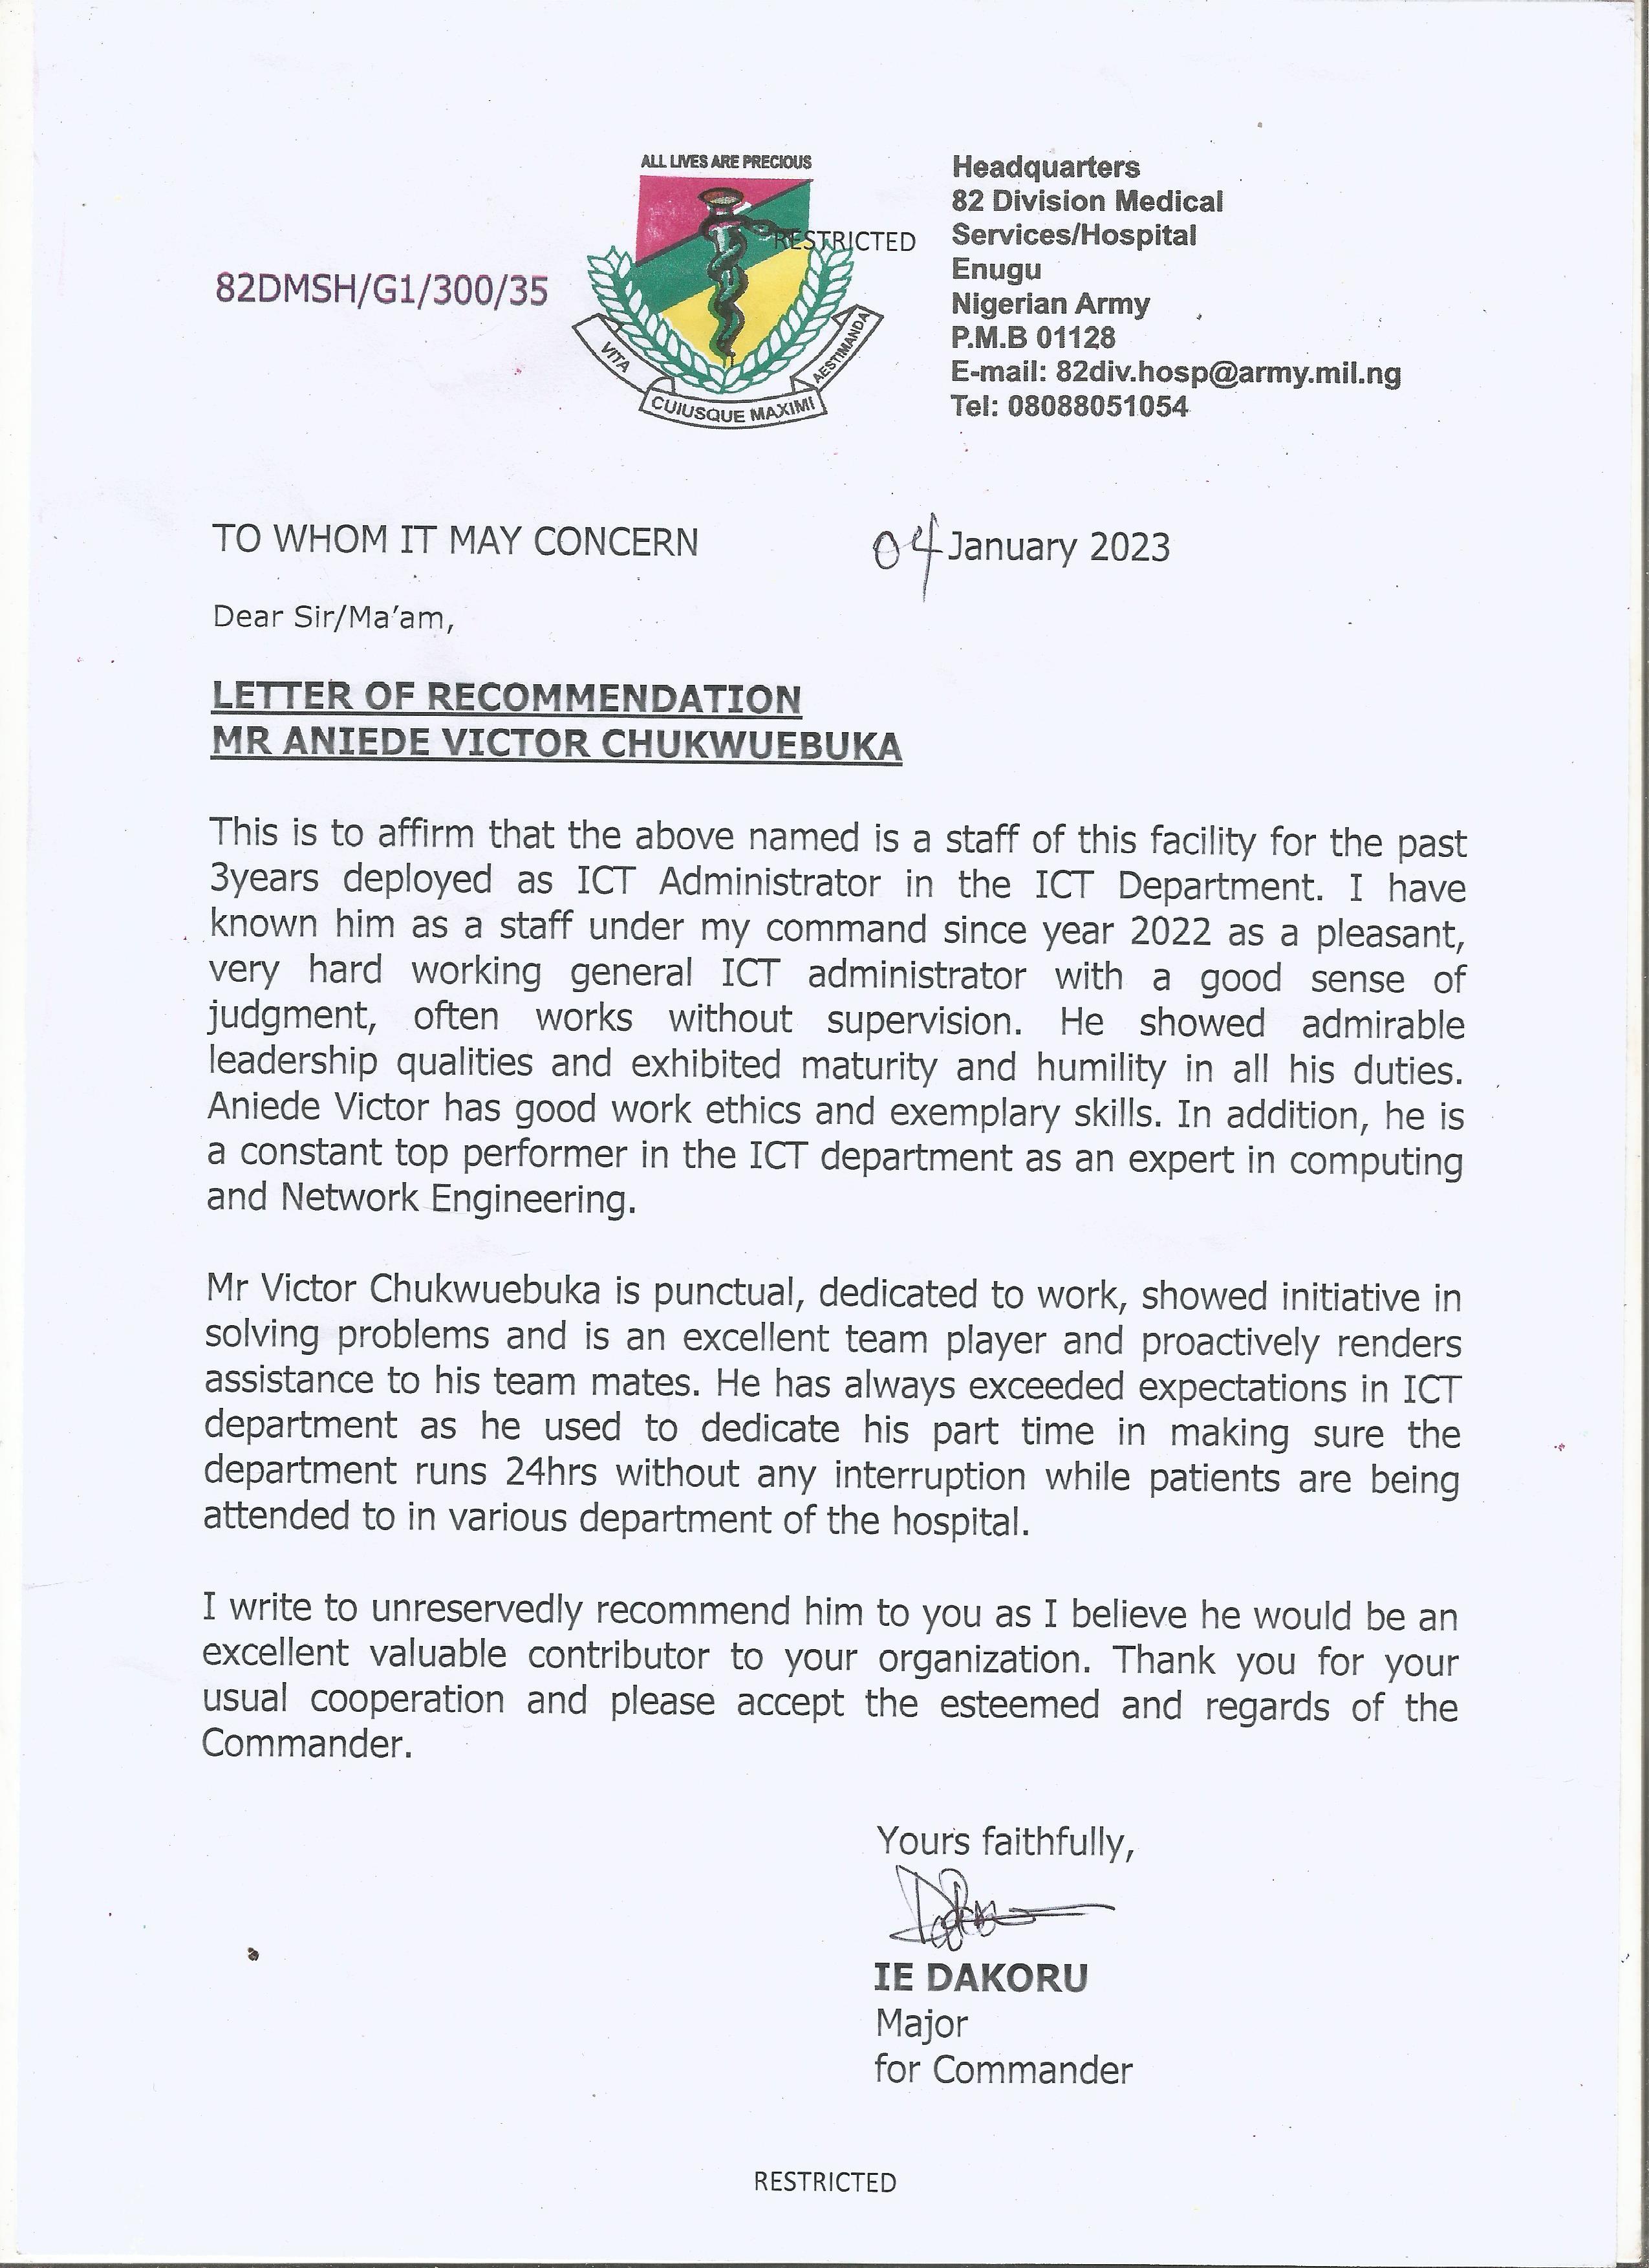 ALL LIVES ARE PRECIOUS
RESTRICTED
VITA
CUIUSQUE MAXIMI
AESTIMANDA
82DMSH/G1/300/35
Headquarters
82 Division Medical
Services/Hospital
Enugu
Nigerian Army
P.M.B 01128
E-mail: 82div.hosp@army.mil.ng
Tel: 08088051054
TO WHOM IT MAY CONCERN
04 January 2023
Dear Sir/Ma'am,
LETTER OF RECOMMENDATION
MR ANIEDE VICTOR CHUKWUEBUKA
This is to affirm that the above named is a staff of this facility for the past
3years deployed as ICT Administrator in the ICT Department. I have
known him as a staff under my command since year 2022 as a pleasant,
very hard working general ICT administrator with a good sense of
judgment, often works without supervision. He showed admirable
leadership qualities and exhibited maturity and humility in all his duties.
Aniede Victor has good work ethics and exemplary skills. In addition, he is
a constant top performer in the ICT department as an expert in computing
and Network Engineering.
Mr Victor Chukwuebuka is punctual, dedicated to work, showed initiative in
solving problems and is an excellent team player and proactively renders
assistance to his team mates. He has always exceeded expectations in ICT
department as he used to dedicate his part time in making sure the
department runs 24hrs without any interruption while patients are being
attended to in various department of the hospital.
I write to unreservedly recommend him to you as I believe he would be an
excellent valuable contributor to your organization. Thank you for your
usual cooperation and please accept the esteemed and regards of the
Commander.
Yours faithfully,
IE DAKORU
Major
for Commander
RESTRICTED